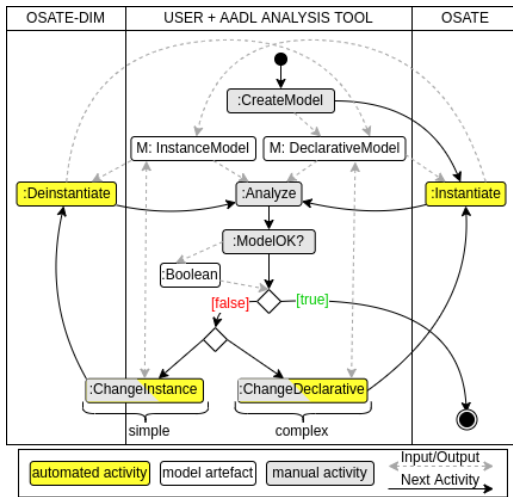 OSATE-DIM
USER + AADL ANALYSIS TOOL
OSATE
:CreateModel
M: InstanceModel
M: DeclarativeModel
:Deinstantiate
:Analyze
:Instantiate
:ModelOK?
:Boolean
[false]
[true]
:ChangeInstance
:ChangeDeclarative
simple
complex
automated activity
model artefact
manual activity
Input/Output
Next Activity